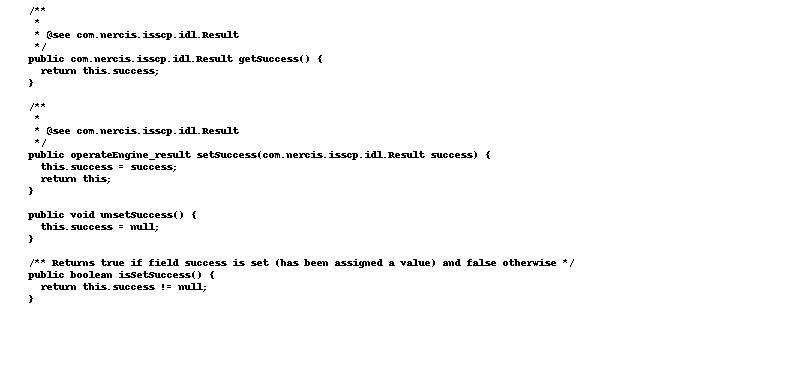 /**
 *
 * @see com.nercis.isscp.idl.Result
 */
public com.nercis.isscp.idl.Result getSuccess() {
  return this.success;
}

/**
 *
 * @see com.nercis.isscp.idl.Result
 */
public operateEngine_result setSuccess(com.nercis.isscp.idl.Result success) {
  this.success = success;
  return this;
}

public void unsetSuccess() {
  this.success = null;
}

/** Returns true if field success is set (has been assigned a value) and false otherwise */
public boolean isSetSuccess() {
  return this.success != null;
}